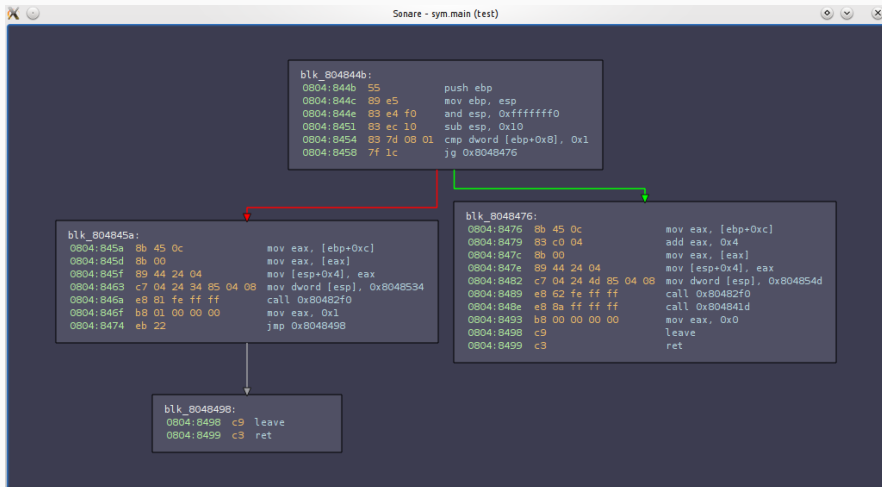 Sonare - sym.main (test)
blk_804844b:
0804:844b 55 push ebp
0804:844c 89 e5 mov ebp, esp
0804:844e 83 e4 f0 and esp, 0xfffffff0
0804:8451 83 ec 10 sub esp, 0x10
0804:8454 83 7d 08 01 cmp dword [ebp+0x8], 0x1
0804:8458 7f 1c jg 0x8048476
blk_804845a:
0804:845a 8b 45 0c mov eax, [ebp+0xc]
0804:845d 8b 00 mov eax, [eax]
0804:845f 89 44 24 04 mov [esp+0x4], eax
0804:8463 c7 04 24 34 85 04 08 mov dword [esp], 0x8048534
0804:846a e8 81 fe ff ff call 0x80482f0
0804:846f b8 01 00 00 00 mov eax, 0x1
0804:8474 eb 22 jmp 0x8048498
blk_8048476:
0804:8476 8b 45 0c mov eax, [ebp+0xc]
0804:8479 83 c0 04 add eax, 0x4
0804:847c 8b 00 mov eax, [eax]
0804:847e 89 44 24 04 mov [esp+0x4], eax
0804:8482 c7 04 24 4d 85 04 08 mov dword [esp], 0x804854d
0804:8489 e8 62 fe ff ff call 0x80482f0
0804:848e e8 8a ff ff ff call 0x804841d
0804:8493 b8 00 00 00 00 mov eax, 0x0
0804:8498 c9 leave
0804:8499 c3 ret
blk_8048498:
0804:8498 c9 leave
0804:8499 c3 ret